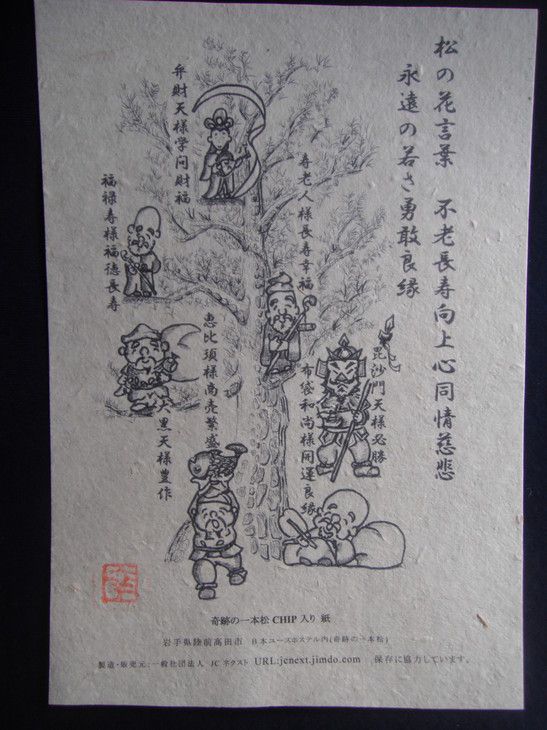 松の花言葉　不老長寿向上心同情慈悲
永遠の若さ勇敢良縁
弁財天様学問財福
寿老人様長寿幸福
福禄寿様福徳長寿
毘沙門天様必勝
恵比須様商売繁盛
布袋和尚様開運良縁
大黒天様豊作
奇跡の一本松 CHIP 入り 紙
岩手県陸前高田市　日本ユースホステル内(奇跡の一本松)
製造・販売元:一般社団法人 JC ネクスト URL:jcnext.jimdo.com 保存に協力しています。